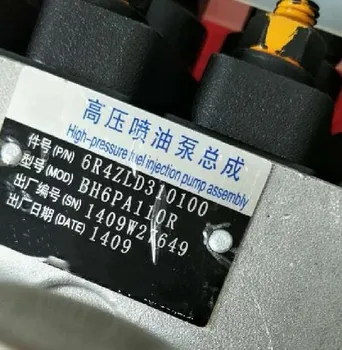 高压喷油泵总成
High-pressure fuel injection pump assembly
件号(P/N) 6R4ZLD310100
型号(MOD) BH6PA110R
出厂编号(SN) 1409W2X649
出厂日期(DATE) 1409